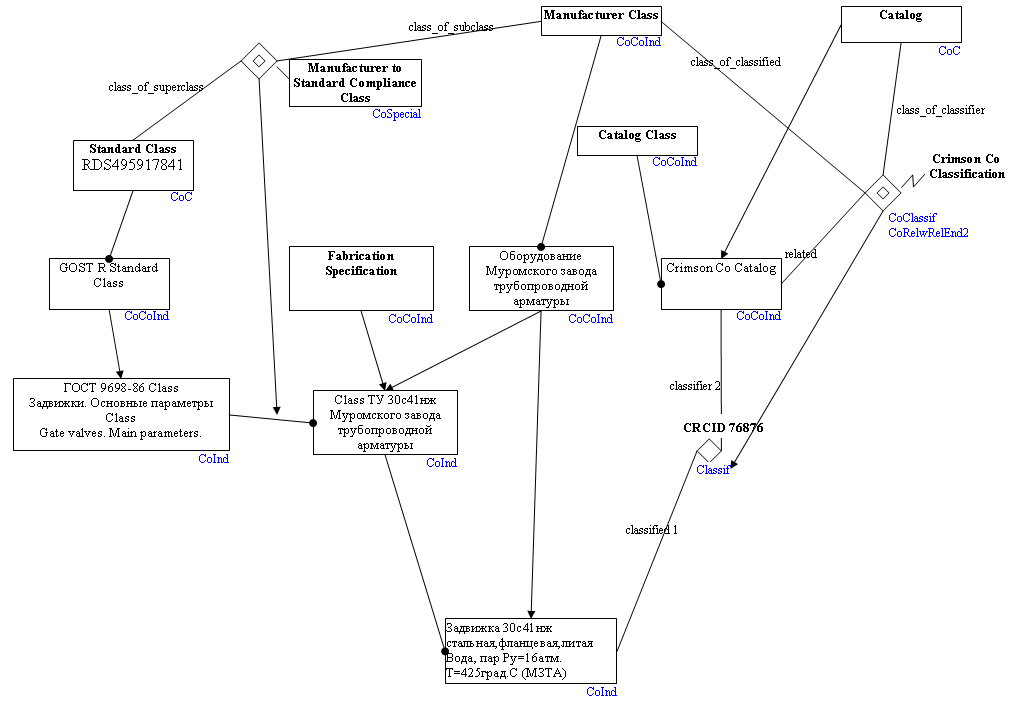 Manufacturer Class
CoCoInd
Catalog
CoC
class_of_subclass
class_of_classified
class_of_superclass
Manufacturer to
Standard Compliance
Class
CoSpecial
class_of_classifier
Catalog Class
CoCoInd
Standard Class
RDS495917841
CoC
Crimson Co
Classification
CoClassif
CoRelwRelEnd2
related
GOST R Standard
Class
CoCoInd
Fabrication
Specification
CoCoInd
Оборудование
Муромского завода
трубопроводной
арматуры
CoCoInd
Crimson Co Catalog
CoCoInd
ГОСТ 9698-86 Class
Задвижки. Основные параметры
Class
Gate valves. Main parameters.
CoInd
Class ТУ 30с41нж
Муромского завода
трубопроводной
арматуры
CoInd
classifier 2
CRCID 76876
Classif
classified 1
Задвижка 30с41нж
стальная,фланцевая,литая
Вода, пар Ру=16атм.
Т=425град.С (МЗТА)
CoInd